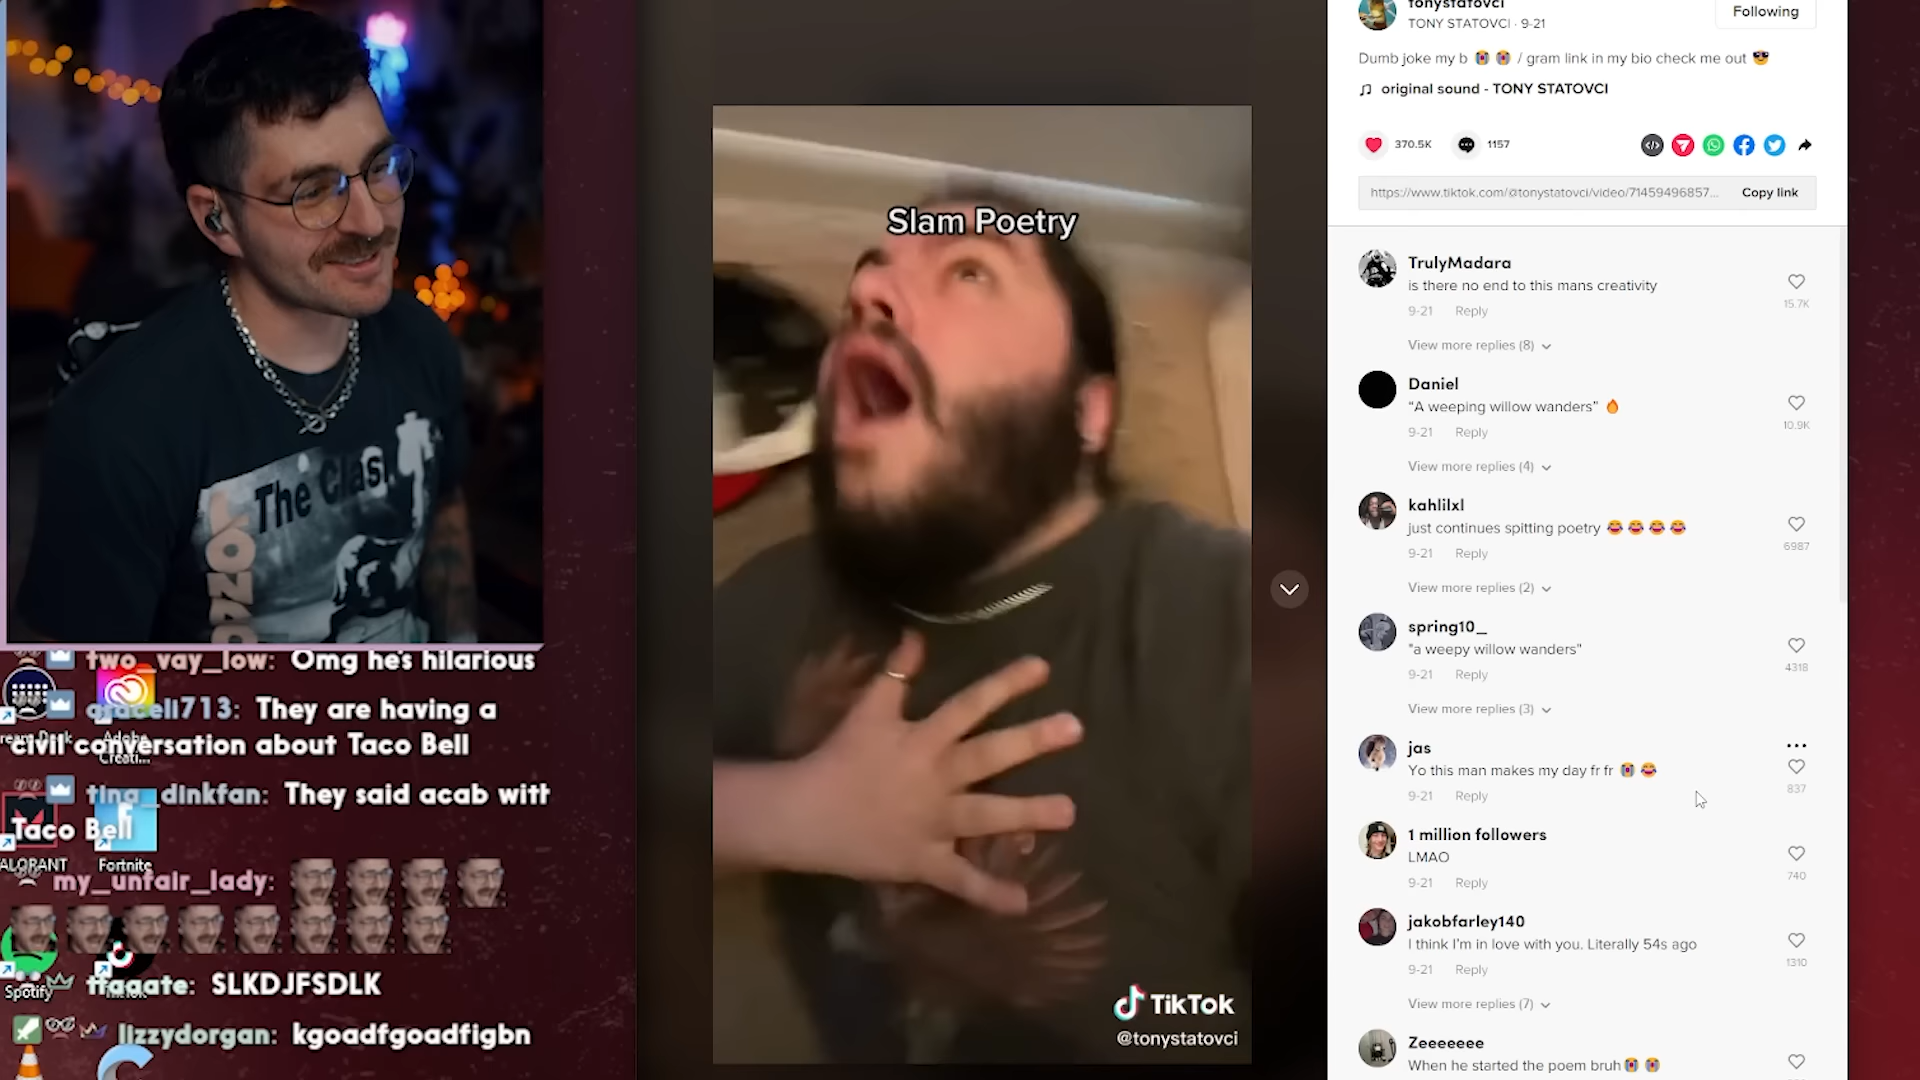 The Clash
LONDON
two_vay_low: Omg he's hilarious
graceli713: They are having a
civil conversation about Taco Bell
Creati...
tina_dinkfan: They said acab with
Taco Bell
ALORANT
Fortnite
my_unfair_lady:
ffaaate: SLKDJFSDLK
Spotify
lizzydorgan: kgoadfgoadfigbn
Slam Poetry
TikTok
@tonystatovci
tonystatovci
TONY STATOVCI · 9-21
Following
Dumb joke my b 😭 😭 / gram link in my bio check me out 😎
original sound - TONY STATOVCI
370.5K
1157
https://www.tiktok.com/@tonystatovci/video/71459496857...
Copy link
TrulyMadara
is there no end to this mans creativity
9-21 Reply
15.7K
View more replies (8)
Daniel
“A weeping willow wanders” 🔥
9-21 Reply
10.9K
View more replies (4)
kahlilxl
just continues spitting poetry 😂 😂 😂 😂
9-21 Reply
6987
View more replies (2)
spring10_
"a weepy willow wanders"
9-21 Reply
4318
View more replies (3)
jas
Yo this man makes my day fr fr 😭 😂
9-21 Reply
837
1 million followers
LMAO
9-21 Reply
740
jakobfarley140
I think I'm in love with you. Literally 54s ago
9-21 Reply
1310
View more replies (7)
Zeeeeeee
When he started the poem bruh😭 😭